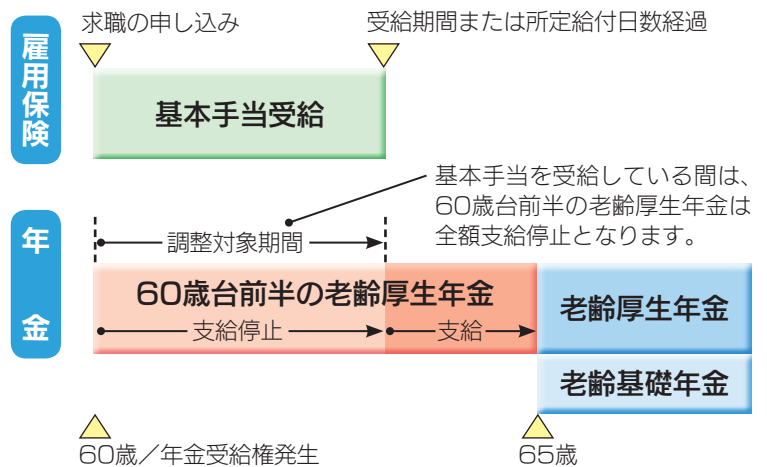 求職の申し込み
受給期間または所定給付日数経過
雇用保険
基本手当受給
基本手当を受給している間は、
60歳台前半の老齢厚生年金は
全額支給停止となります。
年金
調整対象期間
60歳台前半の老齢厚生年金
支給停止
支給
老齢厚生年金
老齢基礎年金
60歳／年金受給権発生
65歳